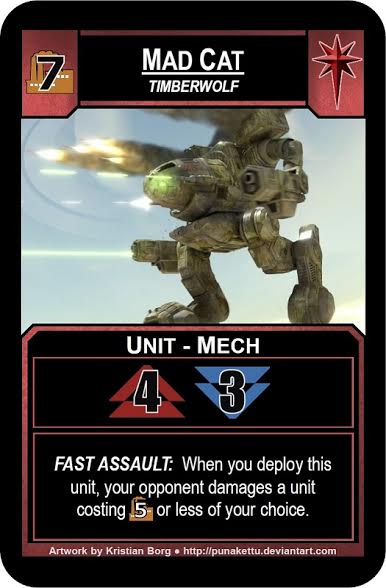 7
MAD CAT
TIMBERWOLF
UNIT - MECH
4 3
FAST ASSAULT: When you deploy this
unit, your opponent damages a unit
costing 5 or less of your choice.
Artwork by Kristian Borg ● http://punakettu.deviantart.com